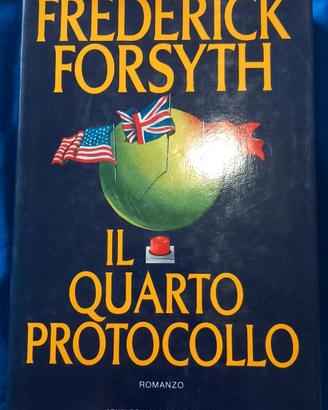 FREDERICK
FORSYTH
IL
QUARTO
PROTOCOLLO
ROMANZO